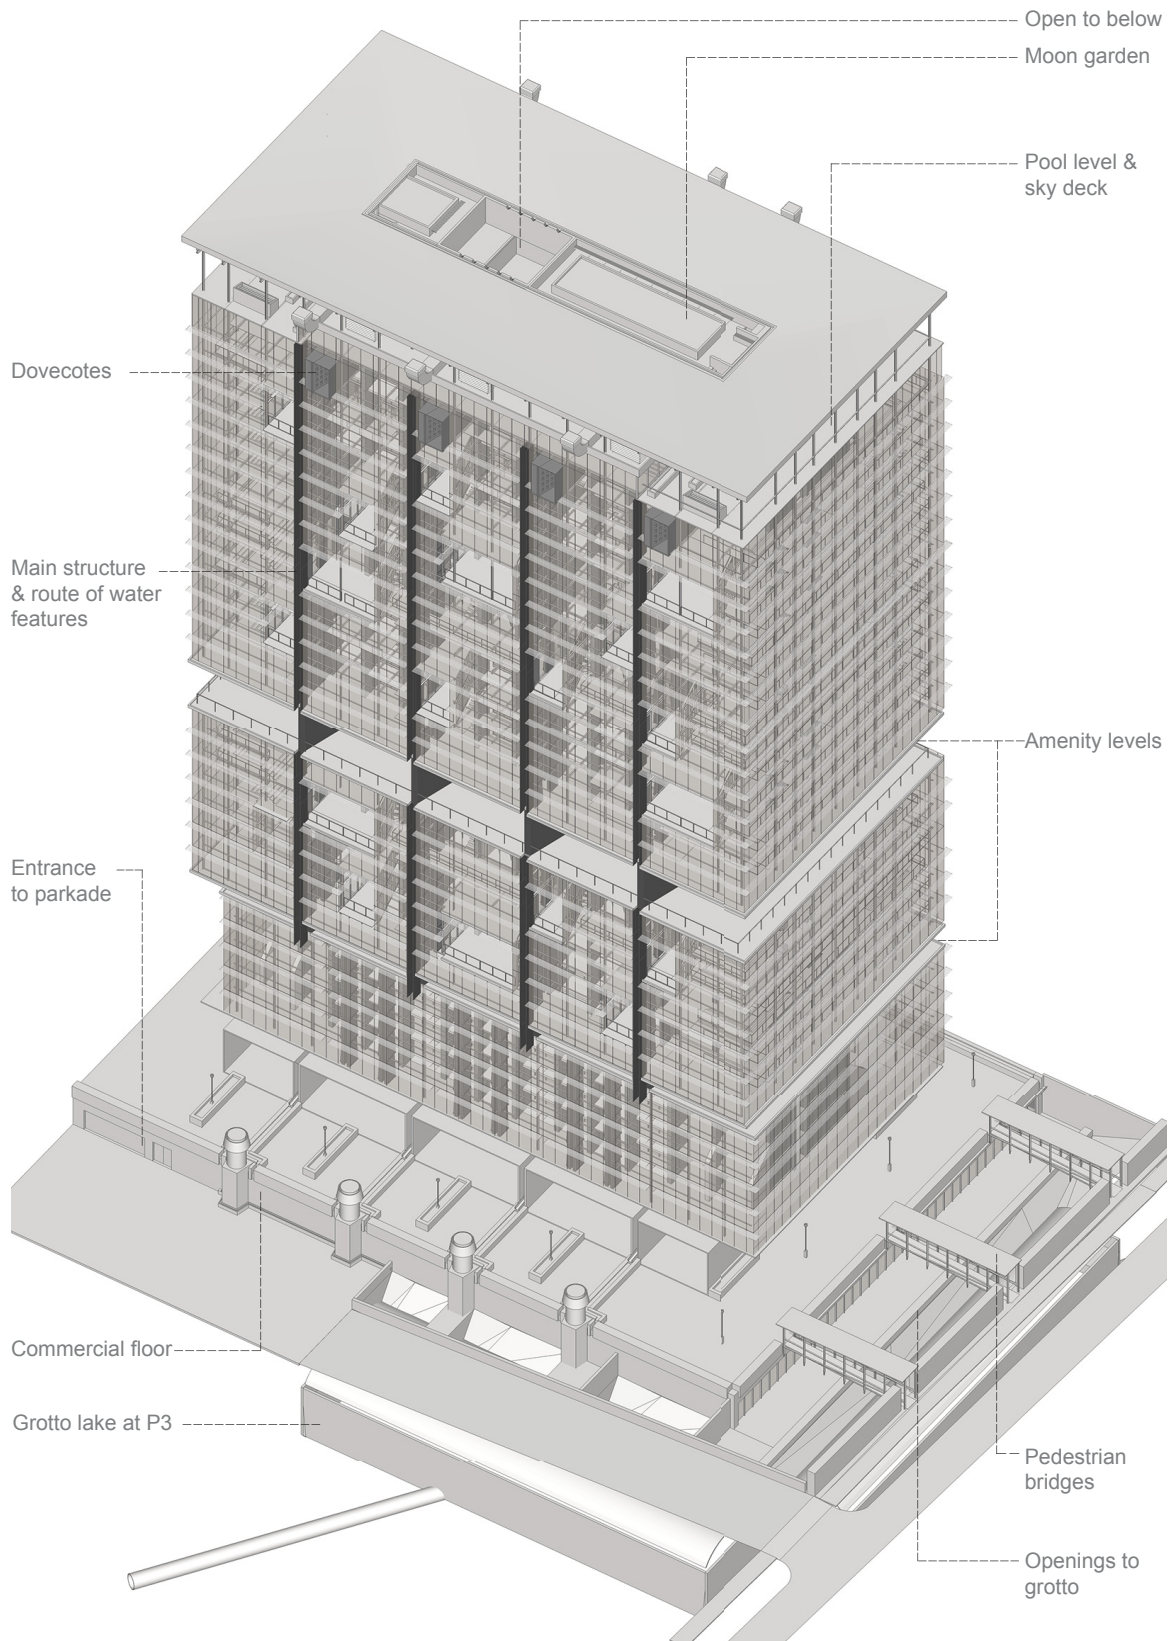 Open to below
Moon garden
Pool level &
sky deck
Dovecotes
Main structure
& route of water
features
Amenity levels
Entrance
to parkade
Commercial floor
Grotto lake at P3
Pedestrian
bridges
Openings to
grotto